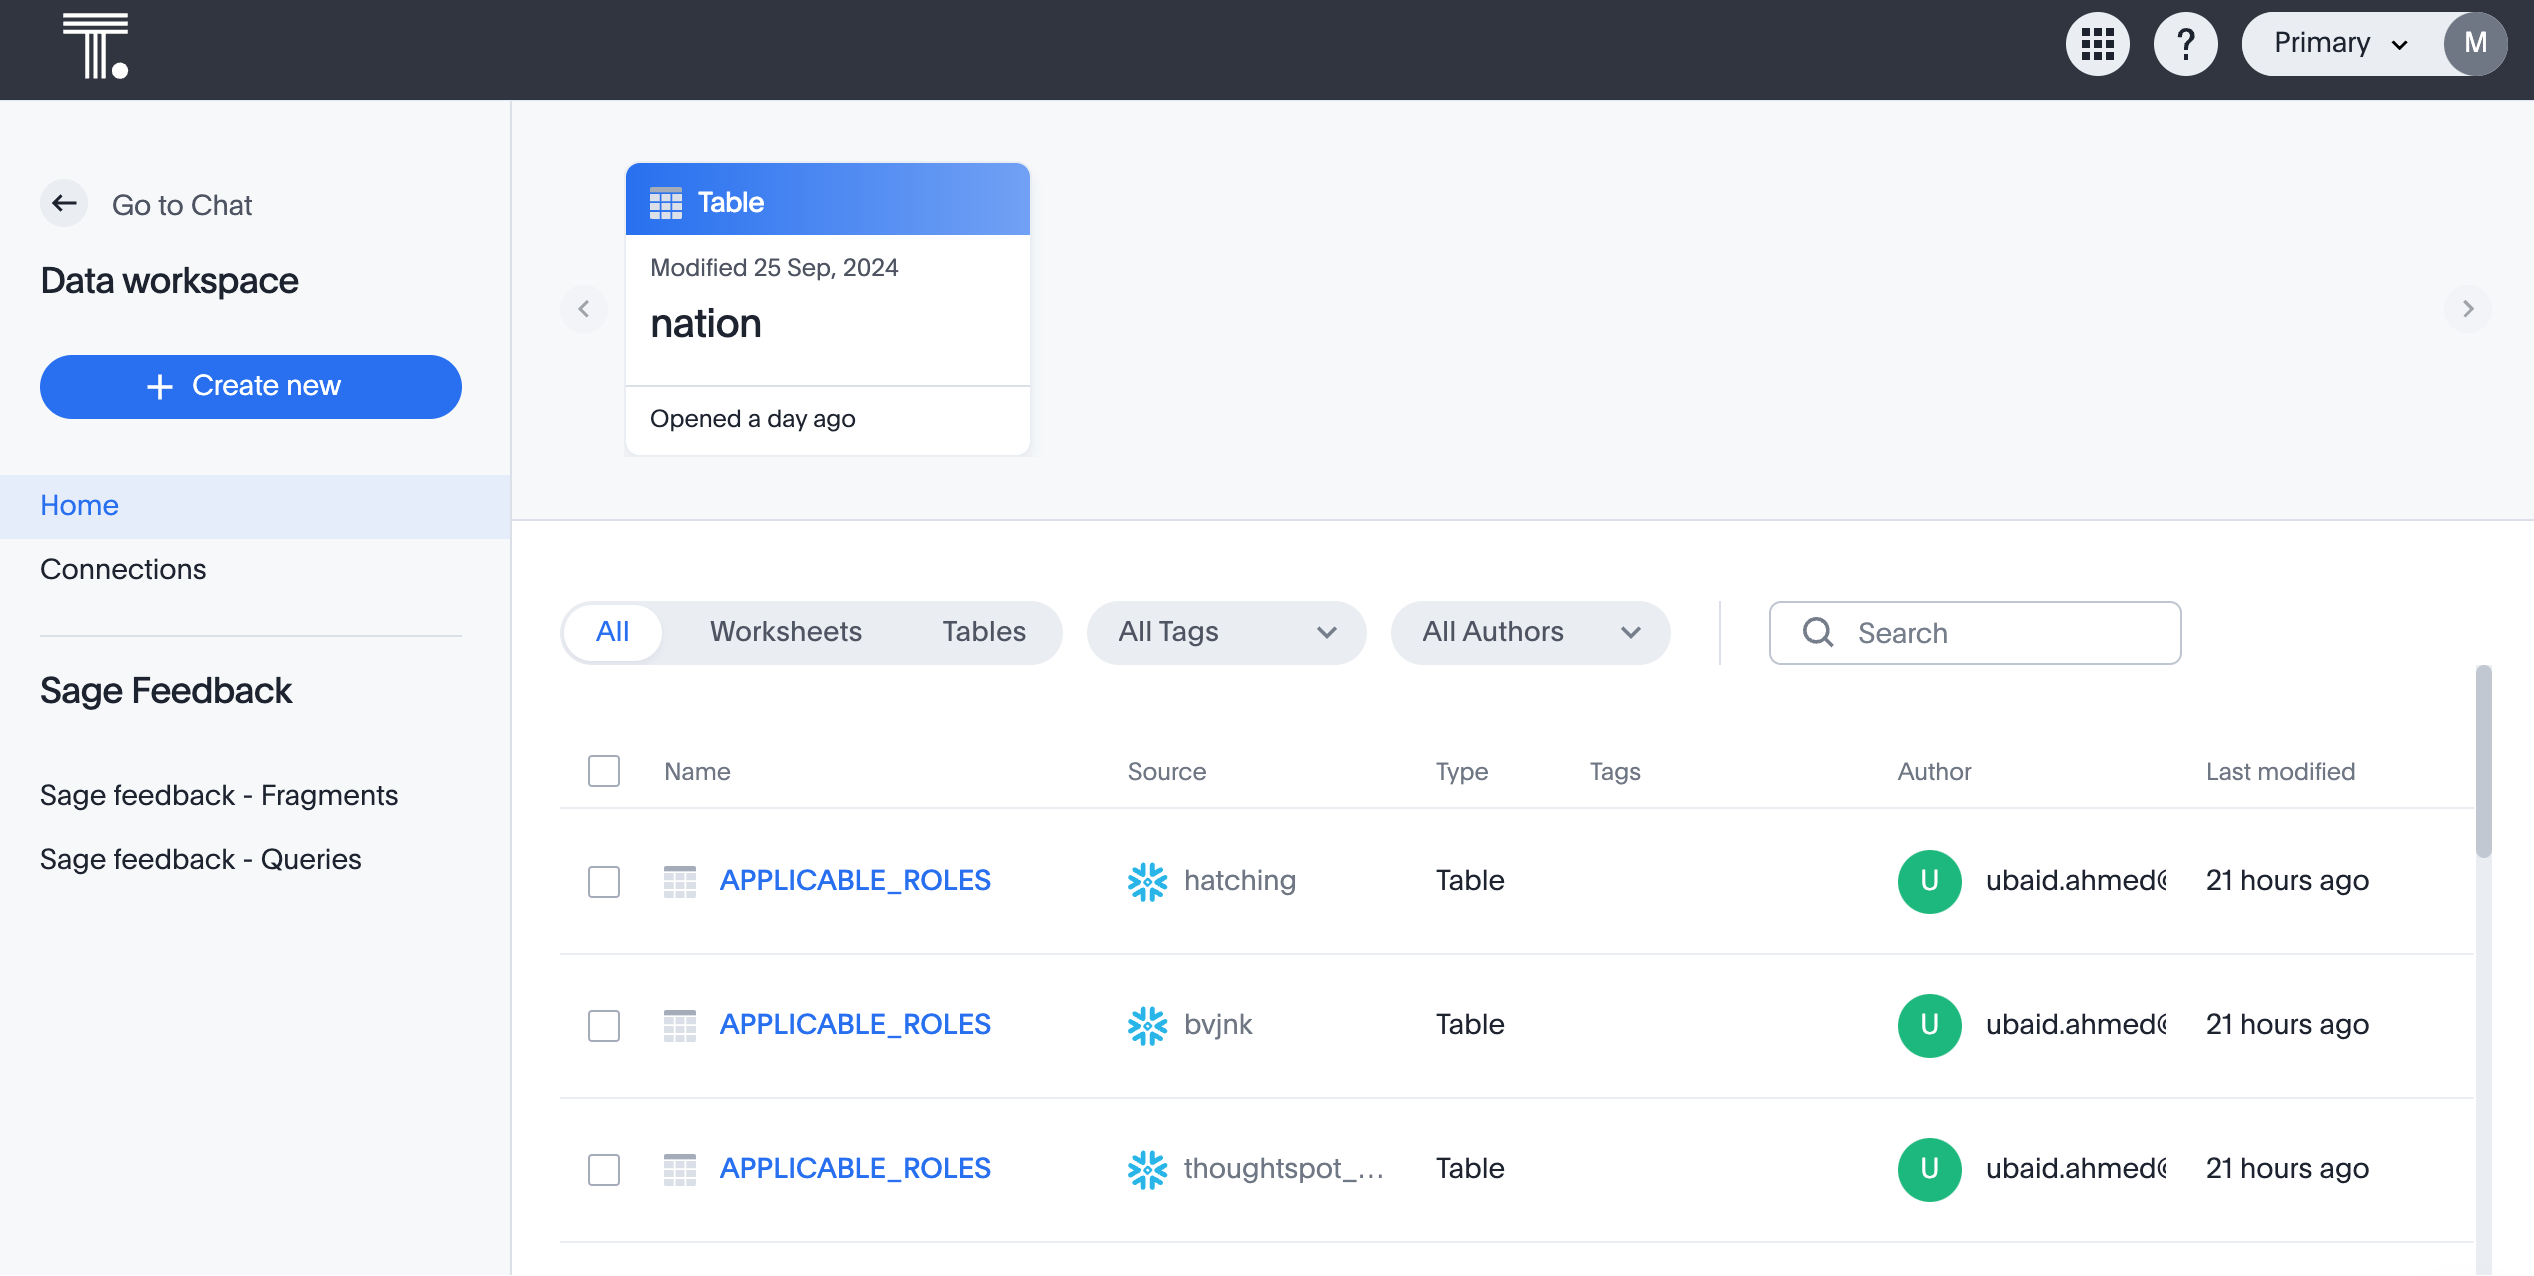 T.
?
Primary
M
Go to Chat
Data workspace
+ Create new
Home
Connections
Sage Feedback
Sage feedback - Fragments
Sage feedback - Queries
Table
Modified 25 Sep, 2024
nation
Opened a day ago
All Worksheets Tables All Tags All Authors Search
Name Source Type Tags Author Last modified
APPLICABLE_ROLES hatching Table U ubaid.ahmed@ 21 hours ago
APPLICABLE_ROLES bvjnk Table U ubaid.ahmed@ 21 hours ago
APPLICABLE_ROLES thoughtspot_... Table U ubaid.ahmed@ 21 hours ago